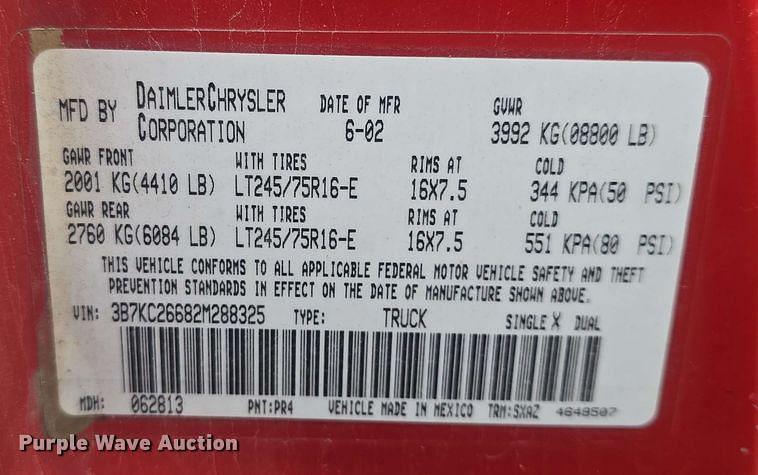 MFD BY DAIMLERCHRYSLER CORPORATION DATE OF MFR 6-02 GVWR 3992 KG(08800 LB)
GAWR FRONT WITH TIRES RIMS AT COLD
2001 KG(4410 LB) LT245/75R16-E 16X7.5 344 KPA(50 PSI)
GAWR REAR WITH TIRES RIMS AT COLD
2760 KG(6084 LB) LT245/75R16-E 16X7.5 551 KPA(80 PSI)
THIS VEHICLE CONFORMS TO ALL APPLICABLE FEDERAL MOTOR VEHICLE SAFETY AND THEFT
PREVENTION STANDARDS IN EFFECT ON THE DATE OF MANUFACTURE SHOWN ABOVE.
VIN: 3B7KC26682M288325 TYPE: TRUCK SINGLE X DUAL
MDH: 062813 PNT:PR4 VEHICLE MADE IN MEXICO TRM:SXAZ 4648507
Purple Wave Auction